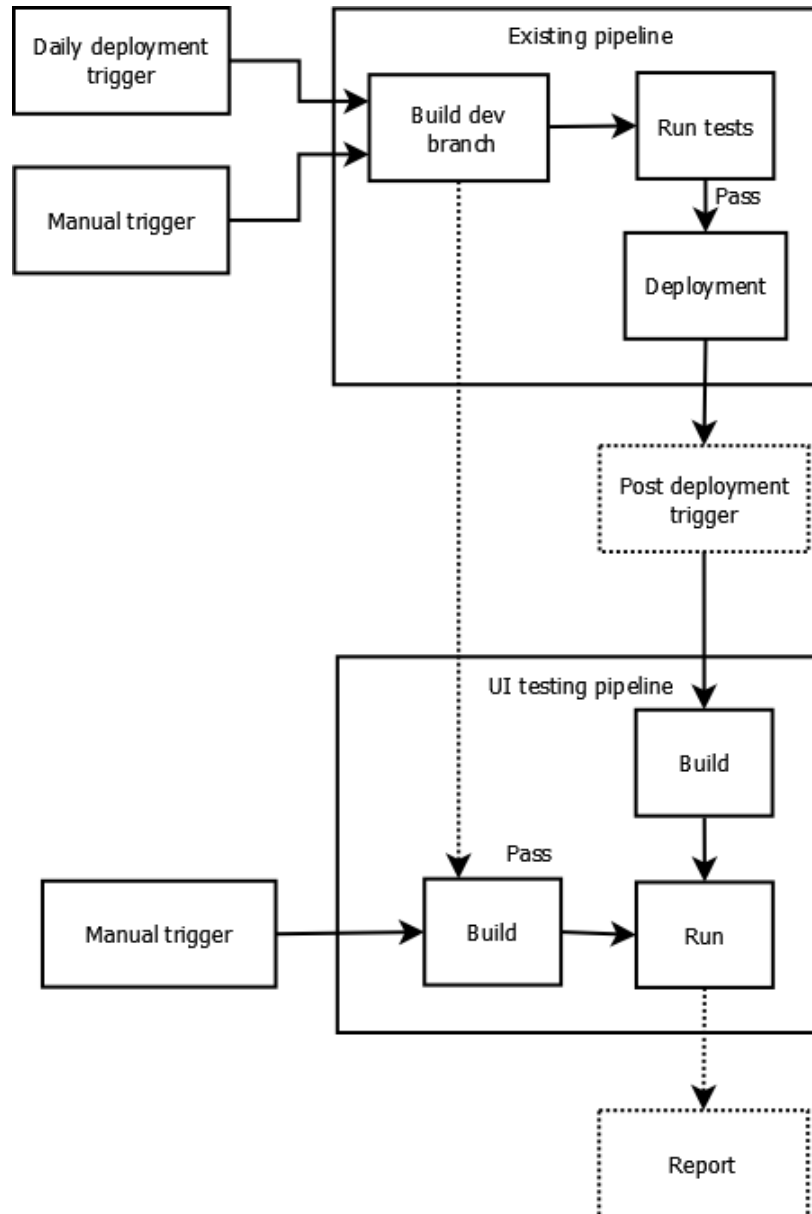 Daily deployment
trigger
Existing pipeline
Build dev
branch
Run tests
Manual trigger
Pass
Deployment
Post deployment
trigger
UI testing pipeline
Build
Pass
Manual trigger
Build
Run
Report